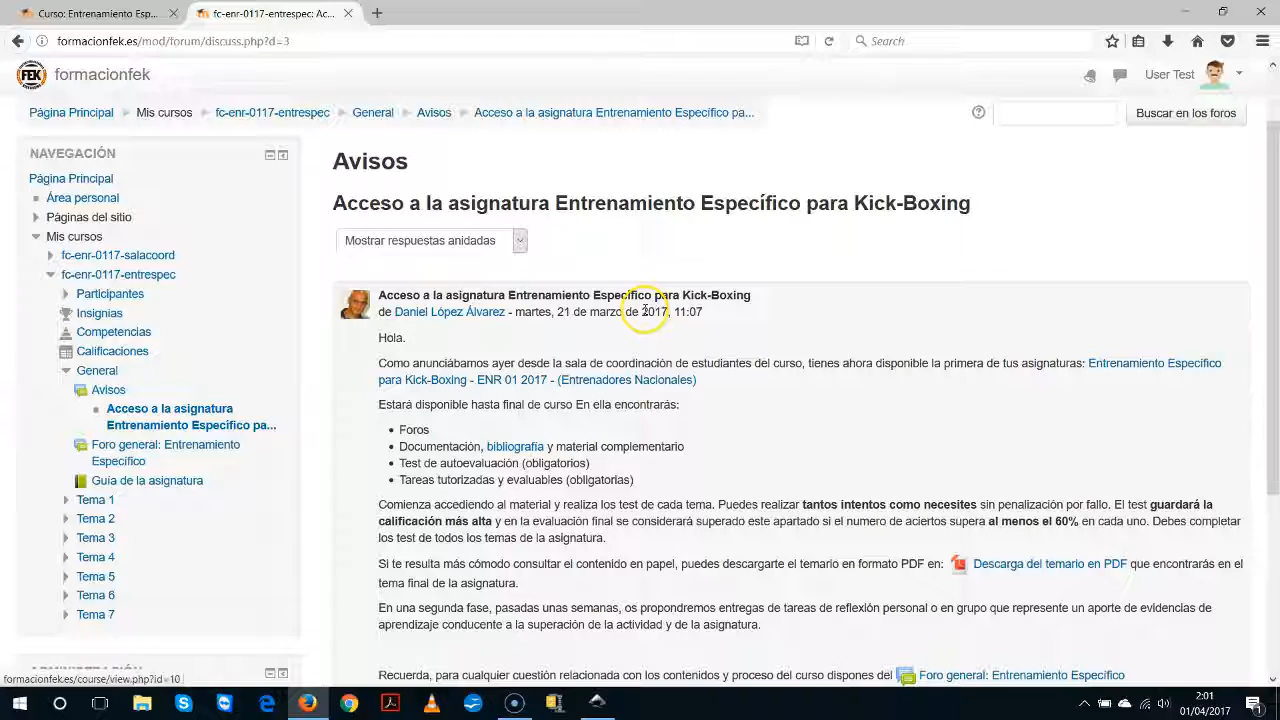 Curso: Entrenamiento Espec...
Entrenamiento Específico: Ac...
formacionfek.es/mod/forum/discuss.php?d=3
Search
FEK
formacionfek
User Test
Página Principal
Mis cursos
fc-enr-0117-entrespec
General
Avisos
Acceso a la asignatura Entrenamiento Específico pa...
Buscar en los foros
NAVEGACIÓN
Página Principal
Área personal
Páginas del sitio
Mis cursos
fc-enr-0117-salacoord
fc-enr-0117-entrespec
Participantes
Insignias
Competencias
Calificaciones
General
Avisos
Acceso a la asignatura
Entrenamiento Específico pa...
Foro general: Entrenamiento
Específico
Guía de la asignatura
Tema 1
Tema 2
Tema 3
Tema 4
Tema 5
Tema 6
Tema 7
ADMINISTRACIÓN
formacionfek.es/course/view.php?id=10
Avisos
Acceso a la asignatura Entrenamiento Específico para Kick-Boxing
Mostrar respuestas anidadas
Acceso a la asignatura Entrenamiento Específico para Kick-Boxing
de Daniel López Álvarez - martes, 21 de marzo de 2017, 11:07
Hola.
Como anunciábamos ayer desde la sala de coordinación de estudiantes del curso, tienes ahora disponible la primera de tus asignaturas: Entrenamiento Específico
para Kick-Boxing - ENR 01 2017 - (Entrenadores Nacionales)
Estará disponible hasta final de curso En ella encontrarás:
Foros
Documentación, bibliografía y material complementario
Test de autoevaluación (obligatorios)
Tareas tutorizadas y evaluables (obligatorias)
Comienza accediendo al material y realiza los test de cada tema. Puedes realizar tantos intentos como necesites sin penalización por fallo. El test guardará la
calificación más alta y en la evaluación final se considerará superado este apartado si el numero de aciertos supera al menos el 60% en cada uno. Debes completar
los test de todos los temas de la asignatura.
Si te resulta más cómodo consultar el contenido en papel, puedes descargarte el temario en formato PDF en: Descarga del temario en PDF que encontrarás en el
tema final de la asignatura.
En una segunda fase, pasadas unas semanas, os propondremos entregas de tareas de reflexión personal o en grupo que represente un aporte de evidencias de
aprendizaje conducente a la superación de la actividad y de la asignatura.
Recuerda, para cualquier cuestión relacionada con los contenidos y proceso del curso dispones del Foro general: Entrenamiento Específico
2:01
01/04/2017